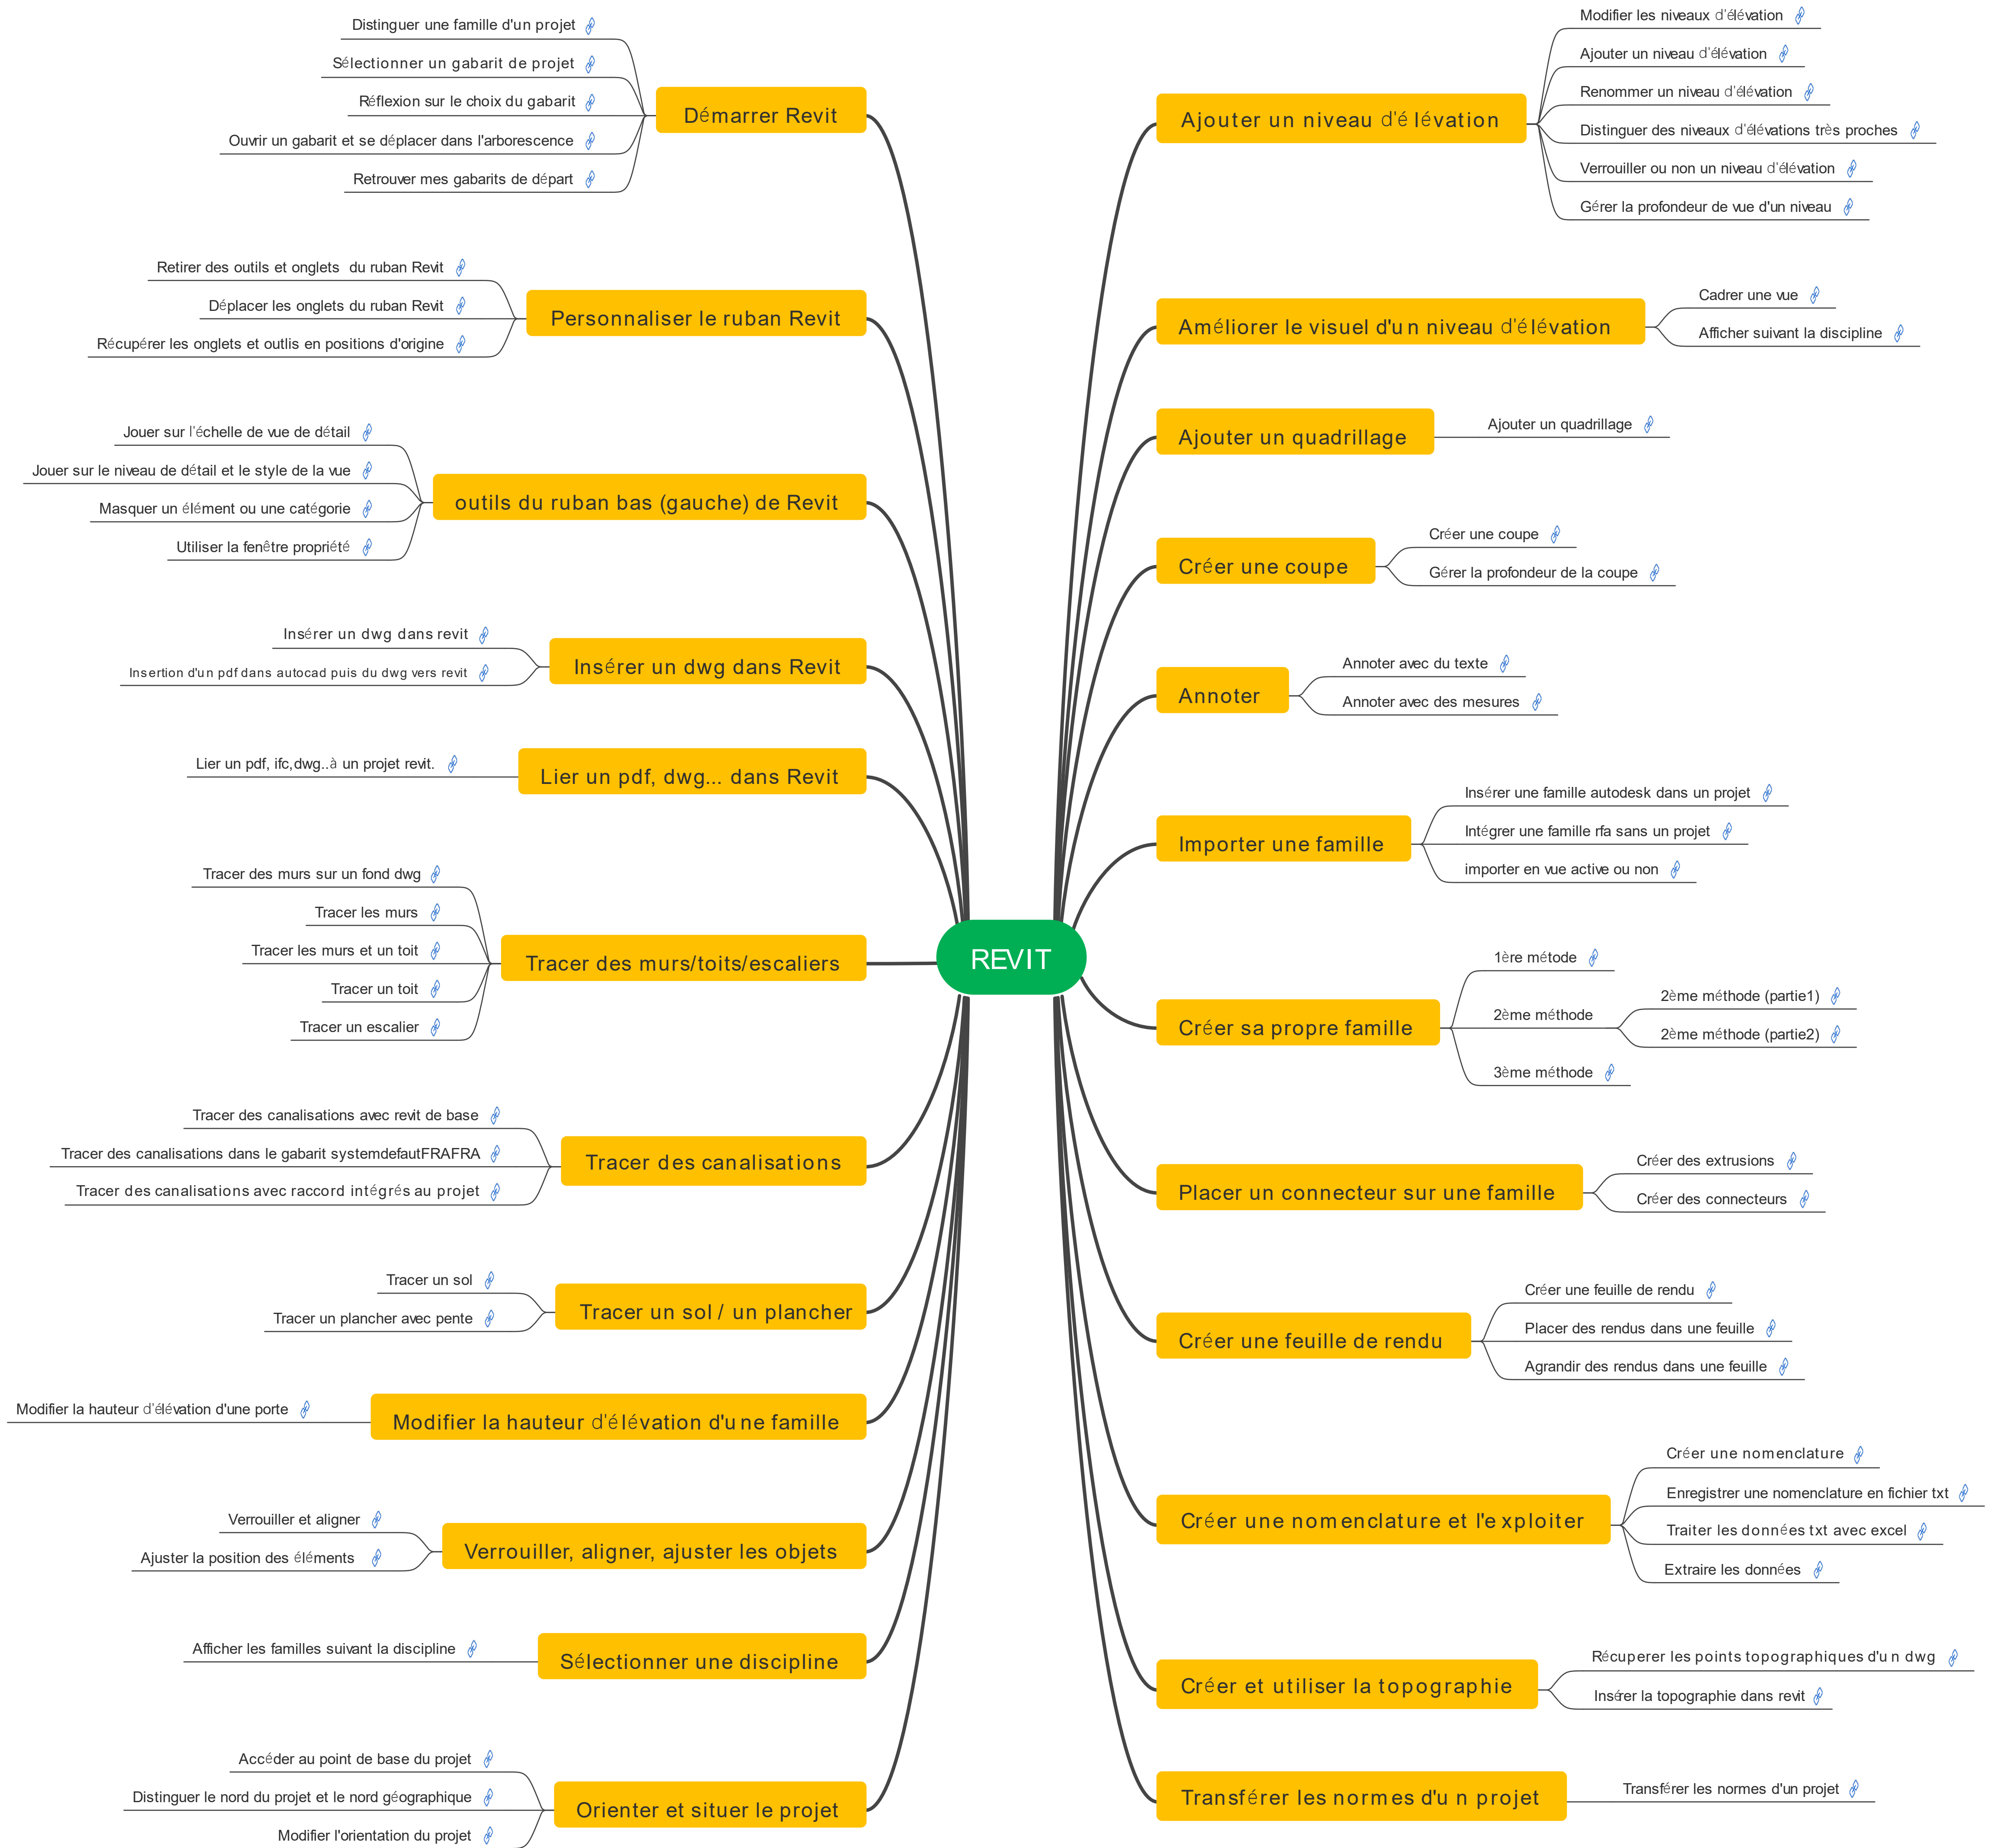 REVIT
Démarrer Revit
Distinguer une famille d'un projet
Sélectionner un gabarit de projet
Réflexion sur le choix du gabarit
Ouvrir un gabarit et se déplacer dans l'arborescence
Retrouver mes gabarits de départ
Personnaliser le ruban Revit
Retirer des outils et onglets du ruban Revit
Déplacer les onglets du ruban Revit
Récupérer les onglets et outlis en positions d'origine
outils du ruban bas (gauche) de Revit
Jouer sur l'échelle de vue de détail
Jouer sur le niveau de détail et le style de la vue
Masquer un élément ou une catégorie
Utiliser la fenêtre propriété
Insérer un dwg dans Revit
Insérer un dwg dans revit
Insertion d'un pdf dans autocad puis du dwg vers revit
Lier un pdf, dwg... dans Revit
Lier un pdf, ifc,dwg..à un projet revit.
Tracer des murs/toits/escaliers
Tracer des murs sur un fond dwg
Tracer les murs
Tracer les murs et un toit
Tracer un toit
Tracer un escalier
Tracer des canalisations
Tracer des canalisations avec revit de base
Tracer des canalisations dans le gabarit systemdefautFRAFRA
Tracer des canalisations avec raccord intégrés au projet
Tracer un sol / un plancher
Tracer un sol
Tracer un plancher avec pente
Modifier la hauteur d'élévation d'une famille
Modifier la hauteur d'élévation d'une porte
Verrouiller, aligner, ajuster les objets
Verrouiller et aligner
Ajuster la position des éléments
Sélectionner une discipline
Afficher les familles suivant la discipline
Orienter et situer le projet
Accéder au point de base du projet
Distinguer le nord du projet et le nord géographique
Modifier l'orientation du projet
Ajouter un niveau d'élévation
Modifier les niveaux d'élévation
Ajouter un niveau d'élévation
Renommer un niveau d'élévation
Distinguer des niveaux d'élévations très proches
Verrouiller ou non un niveau d'élévation
Gérer la profondeur de vue d'un niveau
Améliorer le visuel d'un niveau d'élévation
Cadrer une vue
Afficher suivant la discipline
Ajouter un quadrillage
Ajouter un quadrillage
Créer une coupe
Créer une coupe
Gérer la profondeur de la coupe
Annoter
Annoter avec du texte
Annoter avec des mesures
Importer une famille
Insérer une famille autodesk dans un projet
Intégrer une famille rfa sans un projet
importer en vue active ou non
Créer sa propre famille
1ère métode
2ème méthode
2ème méthode (partie1)
2ème méthode (partie2)
3ème méthode
Placer un connecteur sur une famille
Créer des extrusions
Créer des connecteurs
Créer une feuille de rendu
Créer une feuille de rendu
Placer des rendus dans une feuille
Agrandir des rendus dans une feuille
Créer une nomenclature et l'exploiter
Créer une nomenclature
Enregistrer une nomenclature en fichier txt
Traiter les données txt avec excel
Extraire les données
Créer et utiliser la topographie
Récuperer les points topographiques d'un dwg
Insérer la topographie dans revit
Transférer les normes d'un projet
Transférer les normes d'un projet